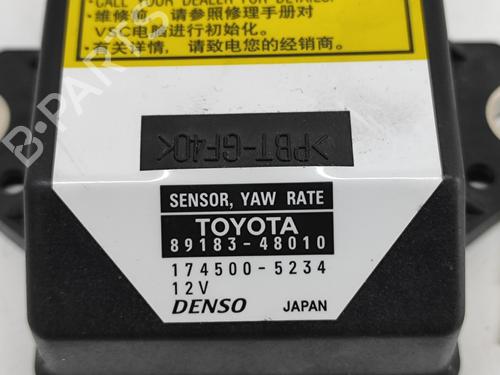 •CALL YOUR DEALER FOR DETAILS.
•维修前，请参照修理手册对
VSC电脑进行初始化。
•有关详情，请致电您的经销商。
>PBT-GF40<
SENSOR, YAW RATE
TOYOTA
89183-48010
174500-5234
12V
DENSO JAPAN
B-PARTS